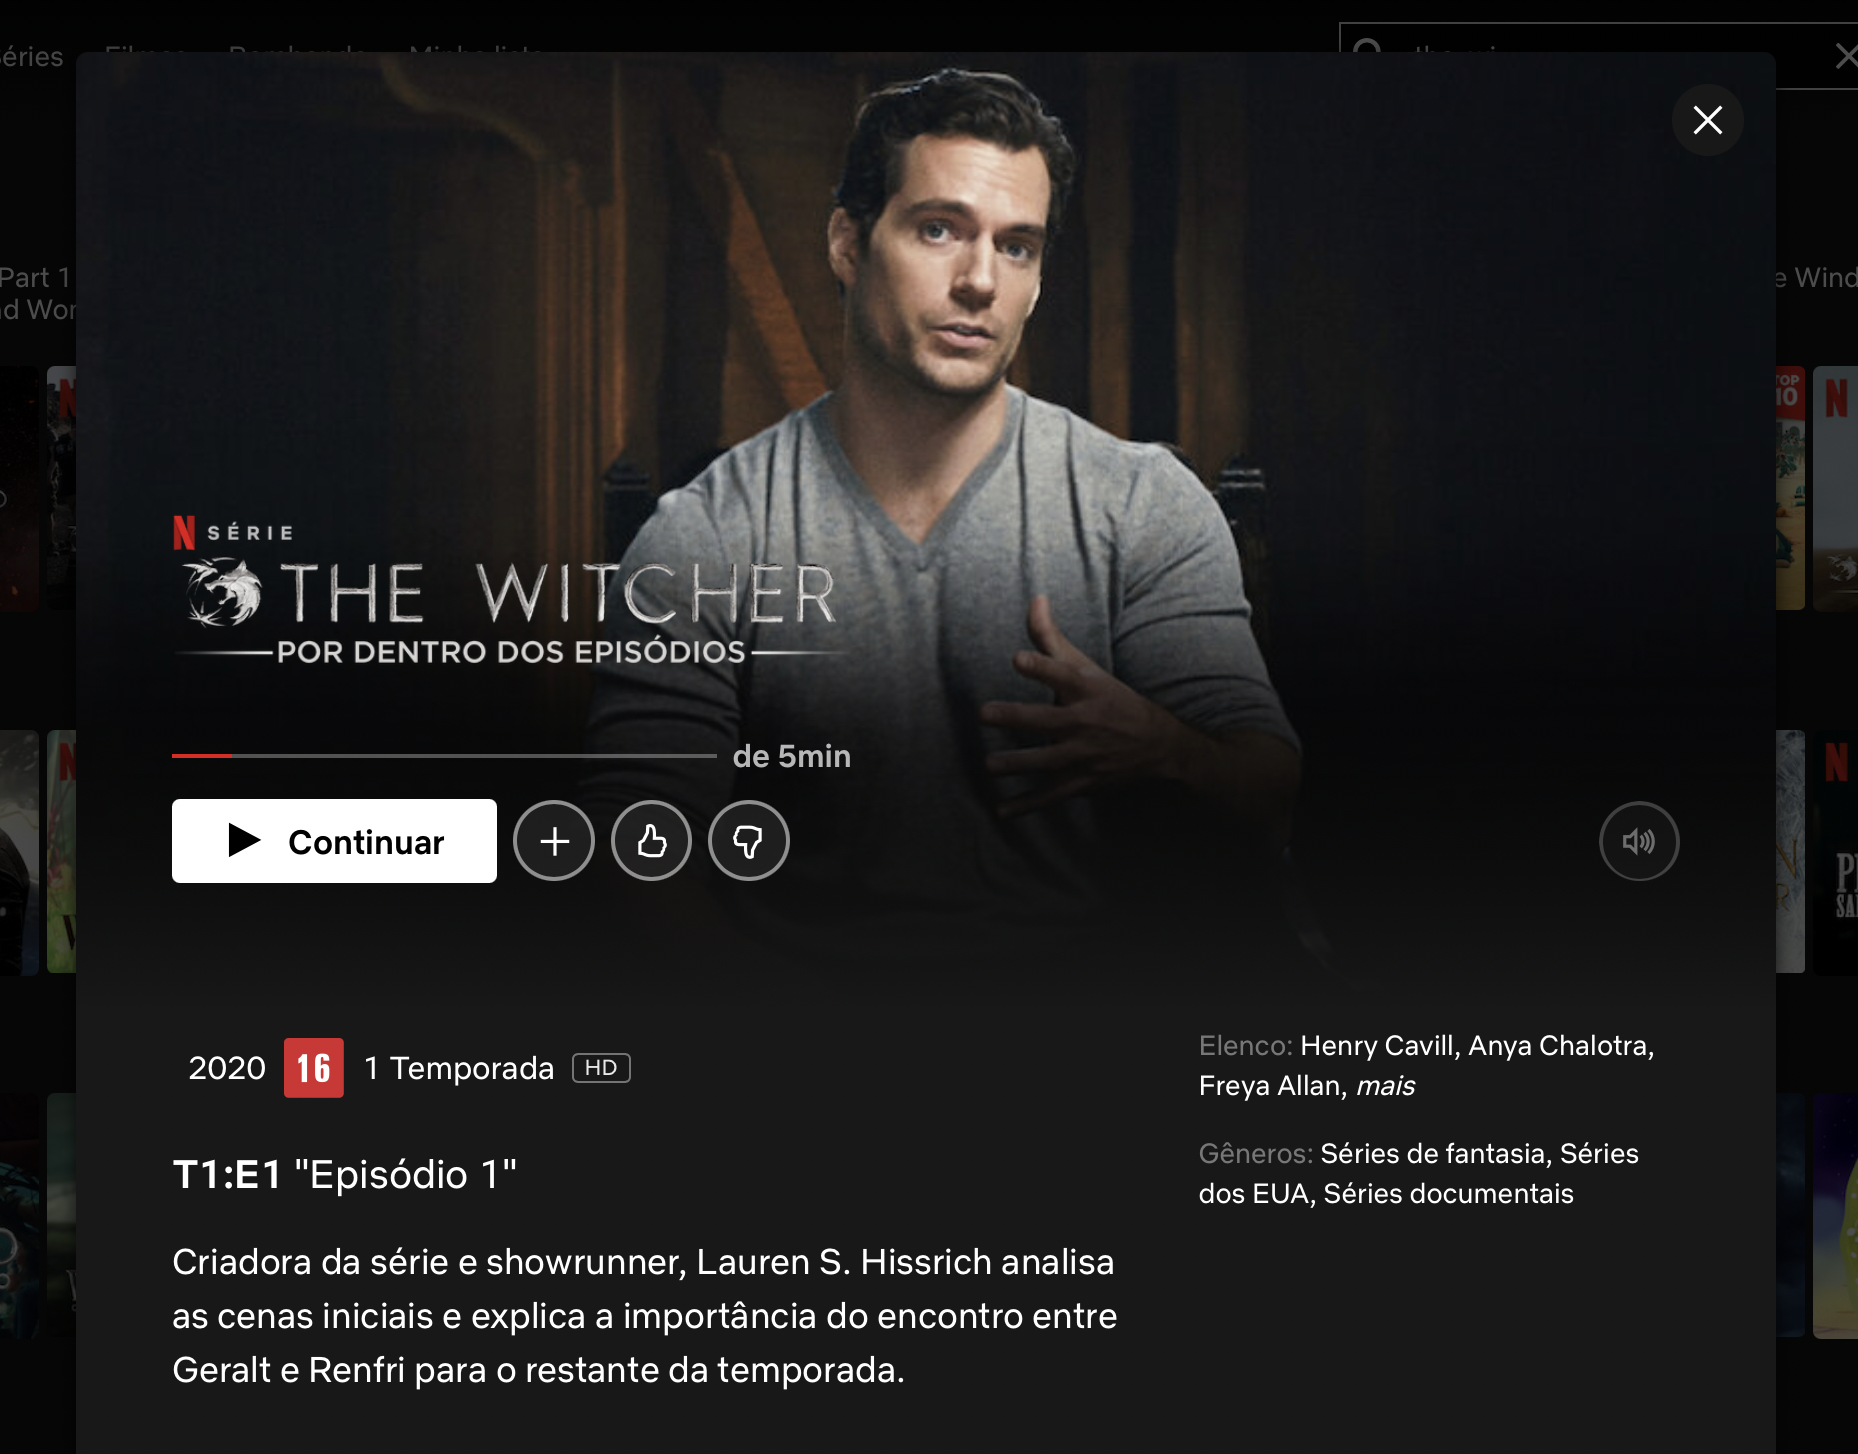 éries
Part 1
nd Wor
e Wind
TOP
10
N SÉRIE
THE WITCHER
POR DENTRO DOS EPISÓDIOS
de 5min
Continuar
2020 16 1 Temporada HD
Elenco: Henry Cavill, Anya Chalotra,
Freya Allan, mais
Gêneros: Séries de fantasia, Séries
dos EUA, Séries documentais
T1:E1 "Episódio 1"
Criadora da série e showrunner, Lauren S. Hissrich analisa
as cenas iniciais e explica a importância do encontro entre
Geralt e Renfri para o restante da temporada.